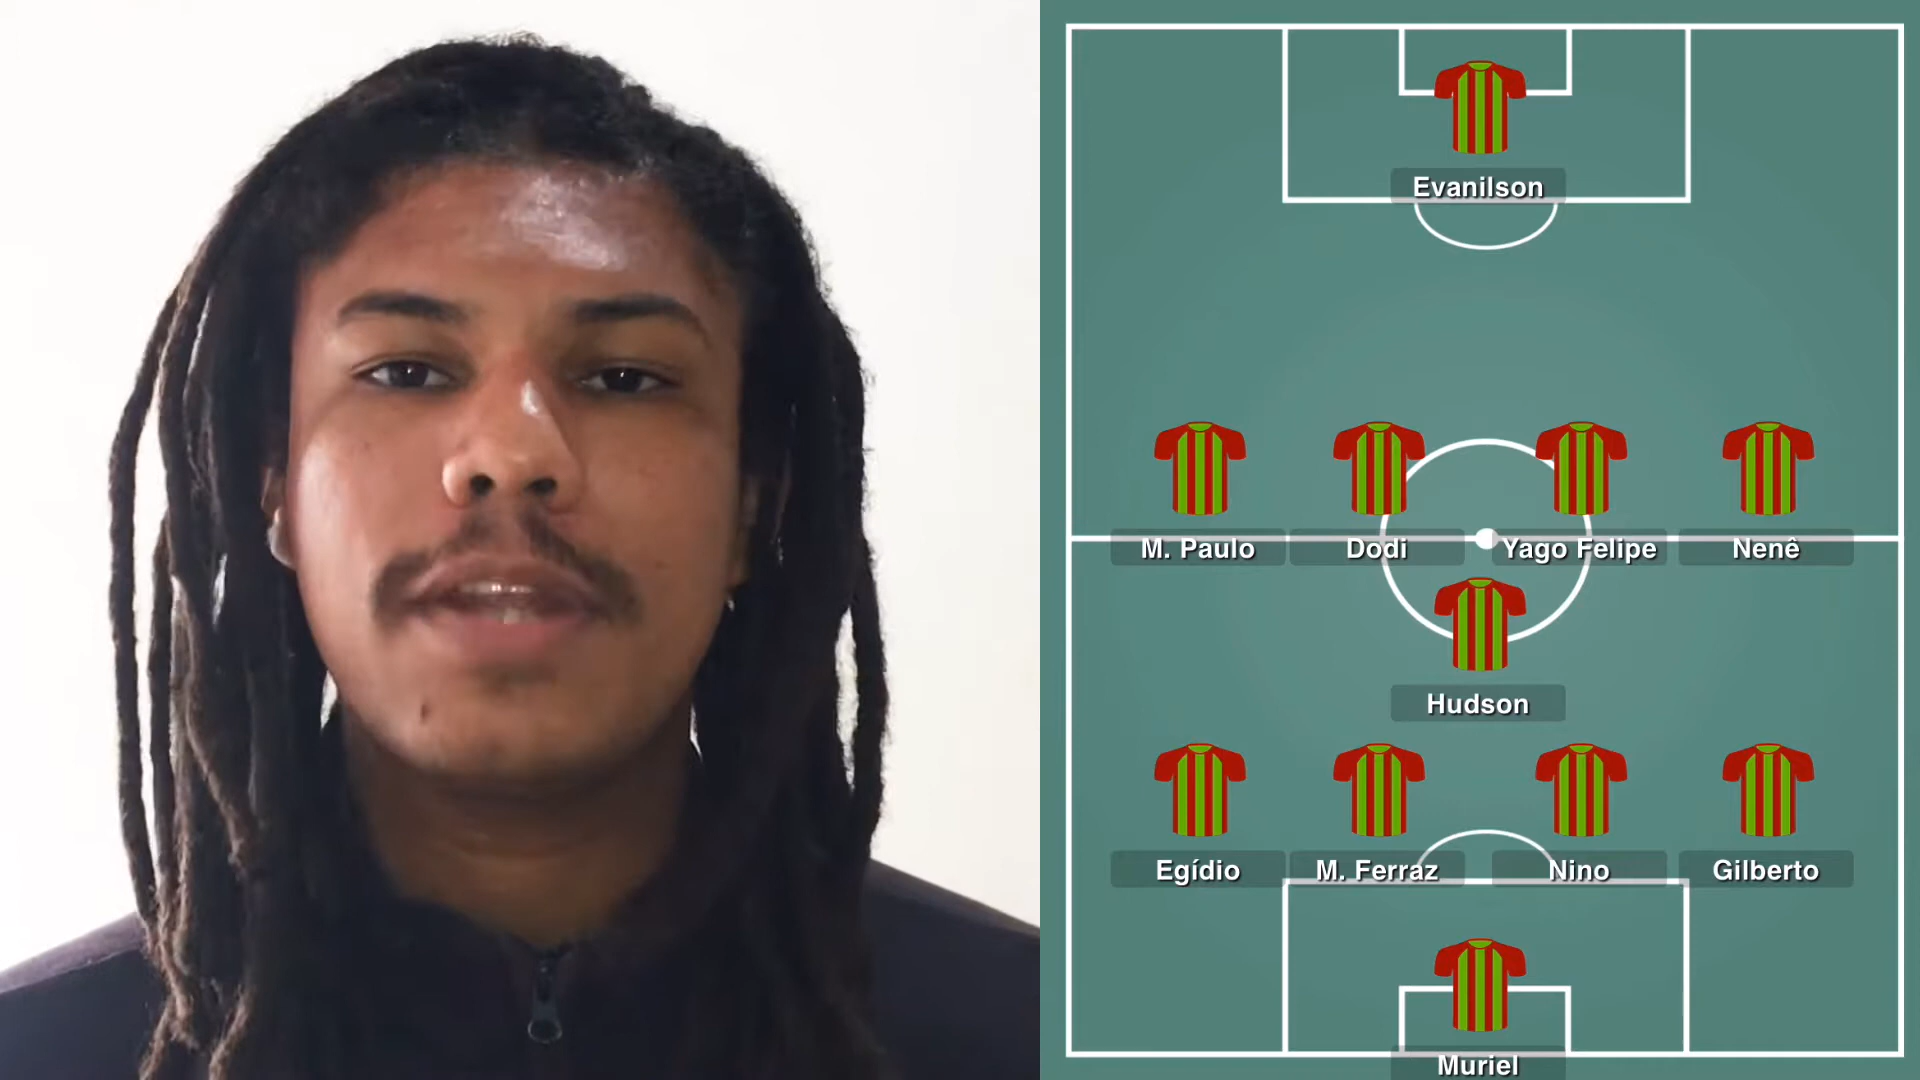 Evanilson
M. Paulo
Dodi
Yago Felipe
Nenê
Hudson
Egídio
M. Ferraz
Nino
Gilberto
Muriel